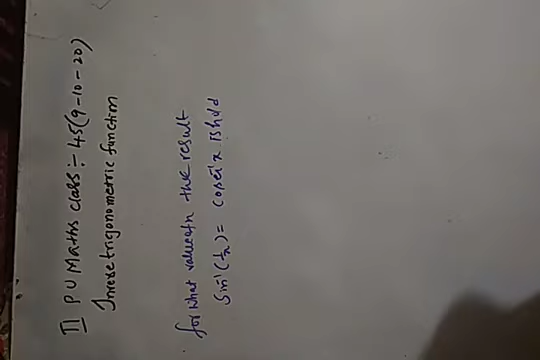 II PU Maths class:- 45(9-10-20)
Inverse trigonometric function
for what value of x the result
Sin⁻¹(1/x) = cosec⁻¹x is hold